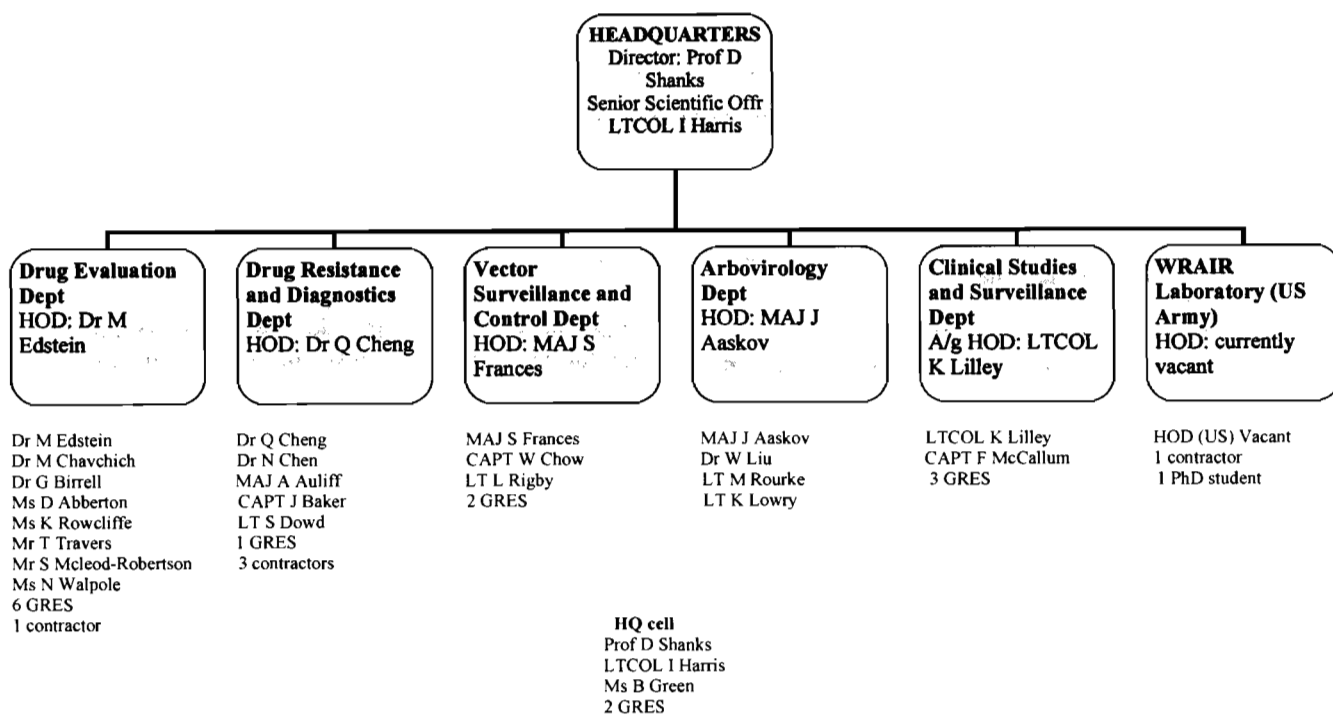 HEADQUARTERS
Director: Prof D
Shanks
Senior Scientific Offr
LTCOL I Harris
Drug Evaluation
Dept
HOD: Dr M
Edstein
Drug Resistance
and Diagnostics
Dept
HOD: Dr Q Cheng
Vector
Surveillance and
Control Dept
HOD: MAJ S
Frances
Arbovirology
Dept
HOD: MAJ J
Aaskov
Clinical Studies
and Surveillance
Dept
A/g HOD: LTCOL
K Lilley
WRAIR
Laboratory (US
Army)
HOD: currently
vacant
Dr M Edstein
Dr M Chavchich
Dr G Birrell
Ms D Abberton
Ms K Rowcliffe
Mr T Travers
Mr S Mcleod-Robertson
Ms N Walpole
6 GRES
1 contractor
Dr Q Cheng
Dr N Chen
MAJ A Auliff
CAPT J Baker
LT S Dowd
1 GRES
3 contractors
MAJ S Frances
CAPT W Chow
LT L Rigby
2 GRES
MAJ J Aaskov
Dr W Liu
LT M Rourke
LT K Lowry
LTCOL K Lilley
CAPT F McCallum
3 GRES
HOD (US) Vacant
1 contractor
1 PhD student
HQ cell
Prof D Shanks
LTCOL I Harris
Ms B Green
2 GRES